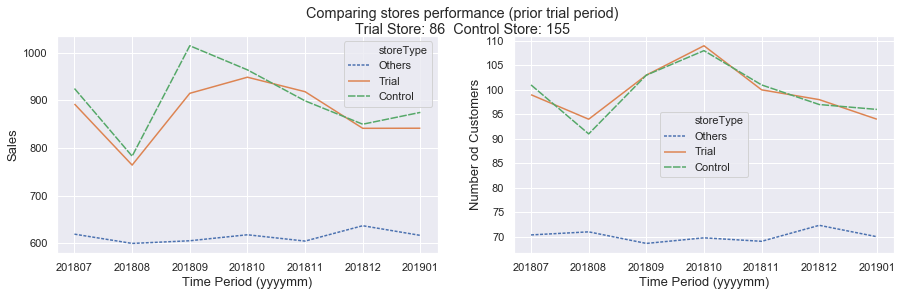 Comparing stores performance (prior trial period)
Trial Store: 86  Control Store: 155
Sales
1000
900
800
700
600
storeType
Others
Trial
Control
201807 201808 201809 201810 201811 201812 201901
Time Period (yyyymm)
Number od Customers
110
105
100
95
90
85
80
75
70
storeType
Others
Trial
Control
201807 201808 201809 201810 201811 201812 201901
Time Period (yyyymm)